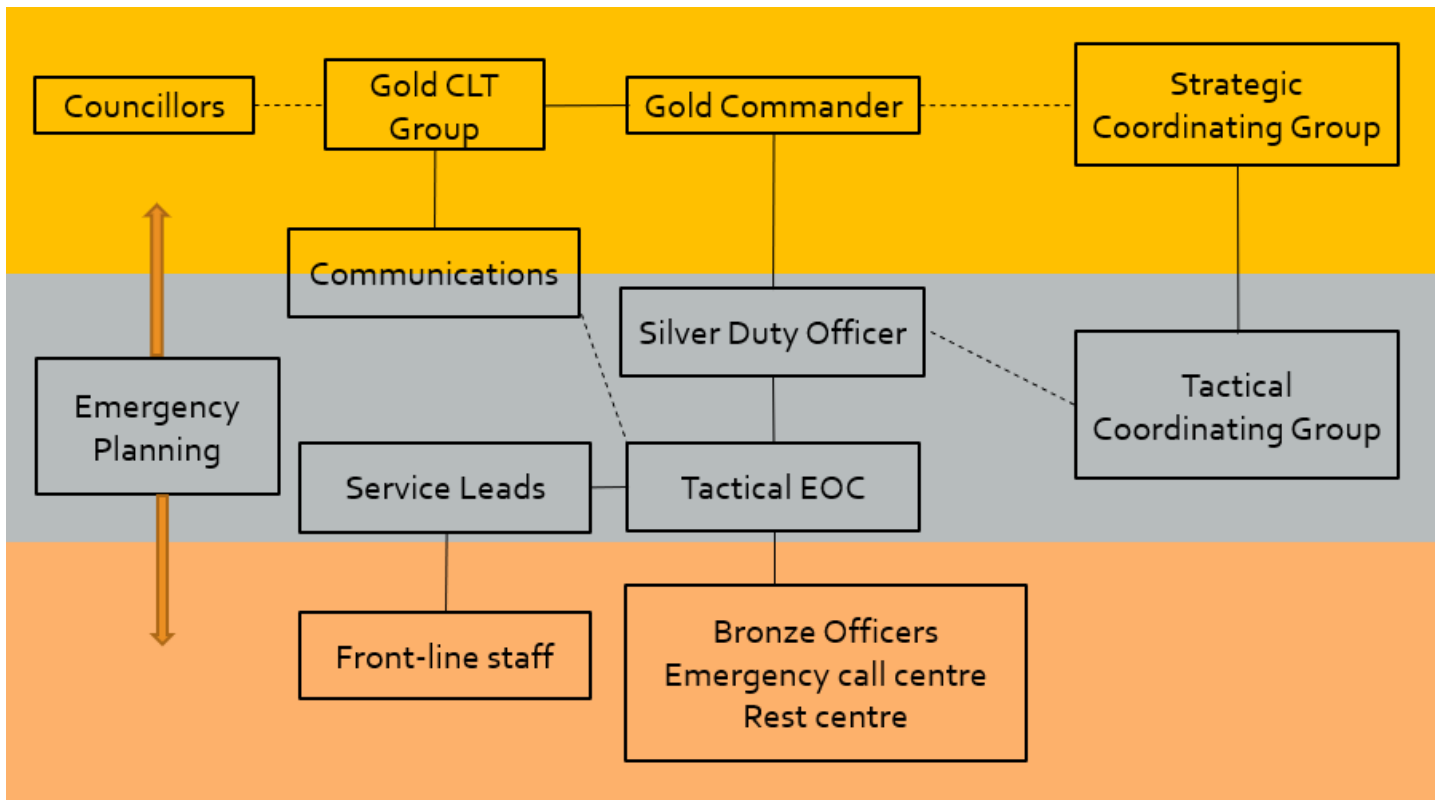 Councillors
Gold CLT
Group
Gold Commander
Strategic
Coordinating Group
Communications
Silver Duty Officer
Emergency
Planning
Tactical
Coordinating Group
Service Leads
Tactical EOC
Front-line staff
Bronze Officers
Emergency call centre
Rest centre